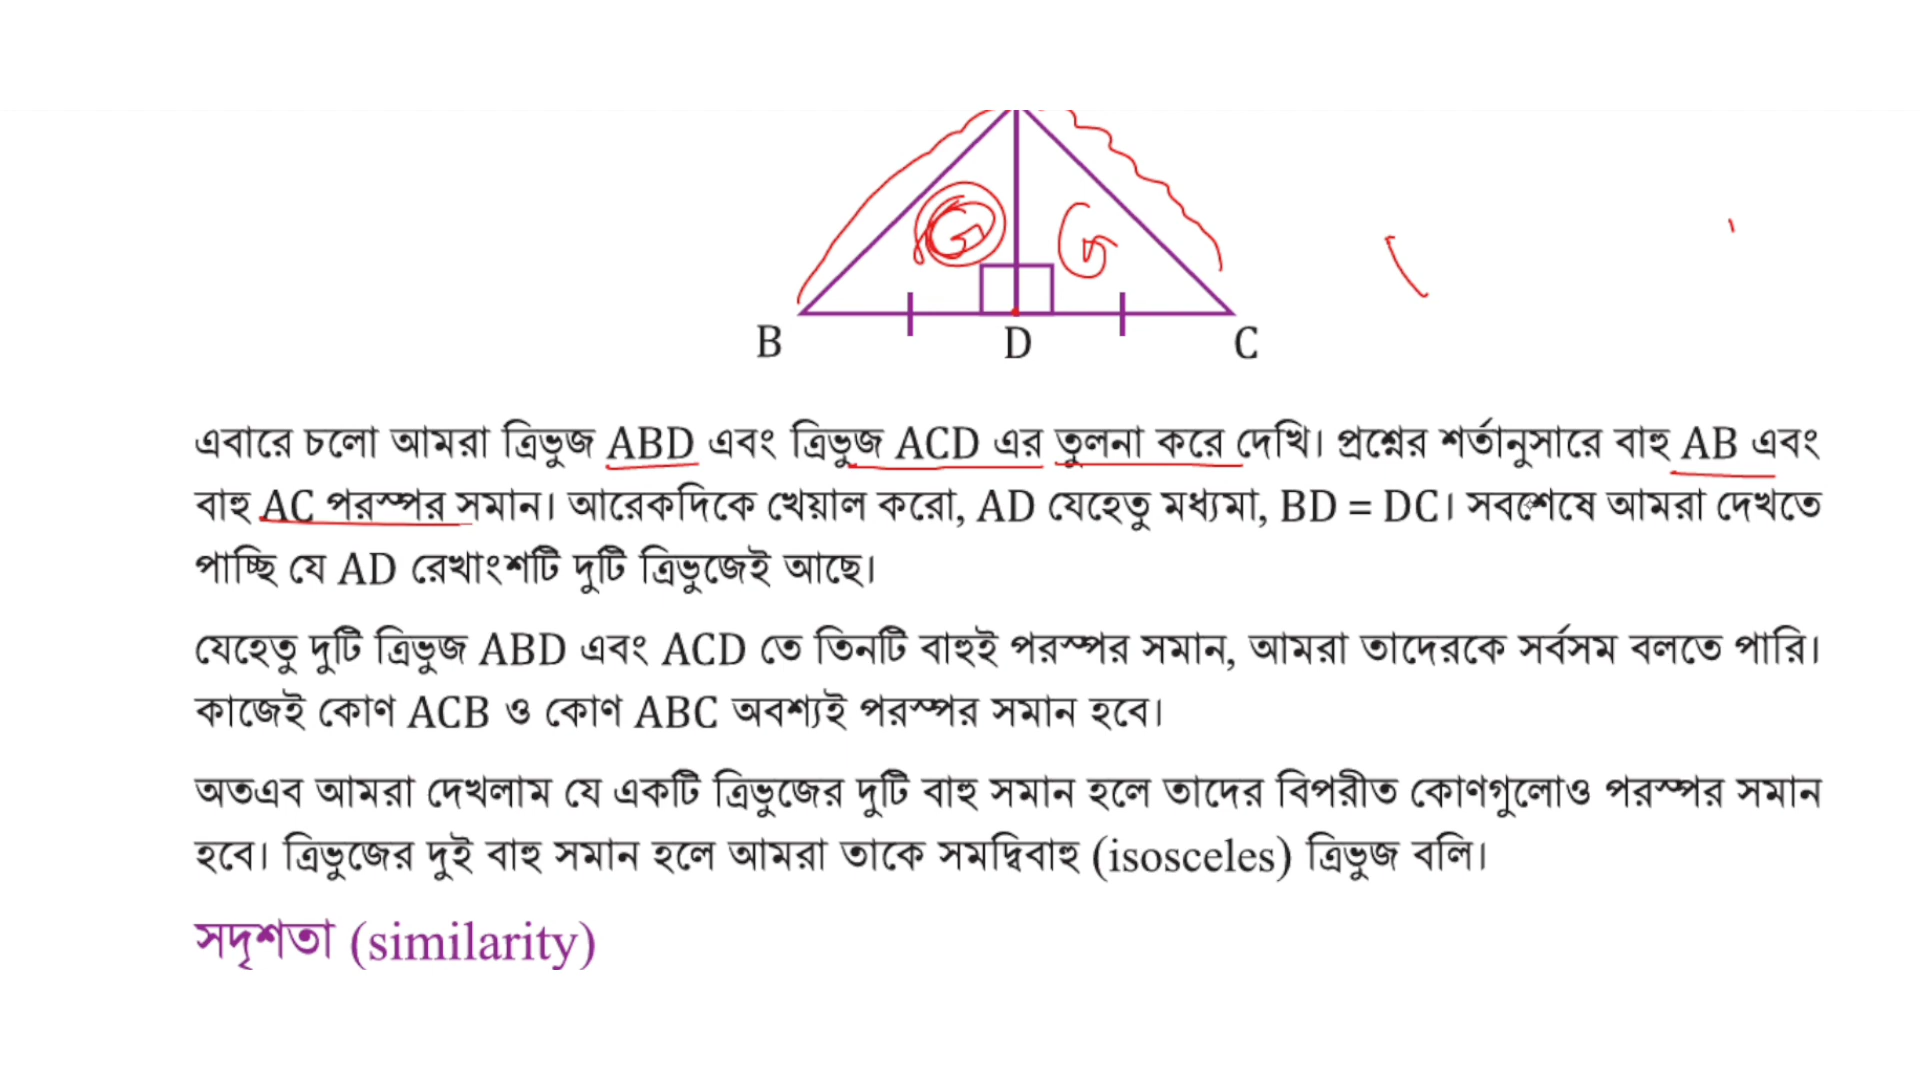 B D C
এবারে চলো আমরা ত্রিভুজ ABD এবং ত্রিভুজ ACD এর তুলনা করে দেখি। প্রশ্নের শর্তানুসারে বাহু AB এবং
বাহু AC পরস্পর সমান। আরেকদিকে খেয়াল করো, AD যেহেতু মধ্যমা, BD = DC। সবশেষে আমরা দেখতে
পাচ্ছি যে AD রেখাংশটি দুটি ত্রিভুজেই আছে।
যেহেতু দুটি ত্রিভুজ ABD এবং ACD তে তিনটি বাহুই পরস্পর সমান, আমরা তাদেরকে সর্বসম বলতে পারি।
কাজেই কোণ ACB ও কোণ ABC অবশ্যই পরস্পর সমান হবে।
অতএব আমরা দেখলাম যে একটি ত্রিভুজের দুটি বাহু সমান হলে তাদের বিপরীত কোণগুলোও পরস্পর সমান
হবে। ত্রিভুজের দুই বাহু সমান হলে আমরা তাকে সমদ্বিবাহু (isosceles) ত্রিভুজ বলি।
সদৃশতা (similarity)